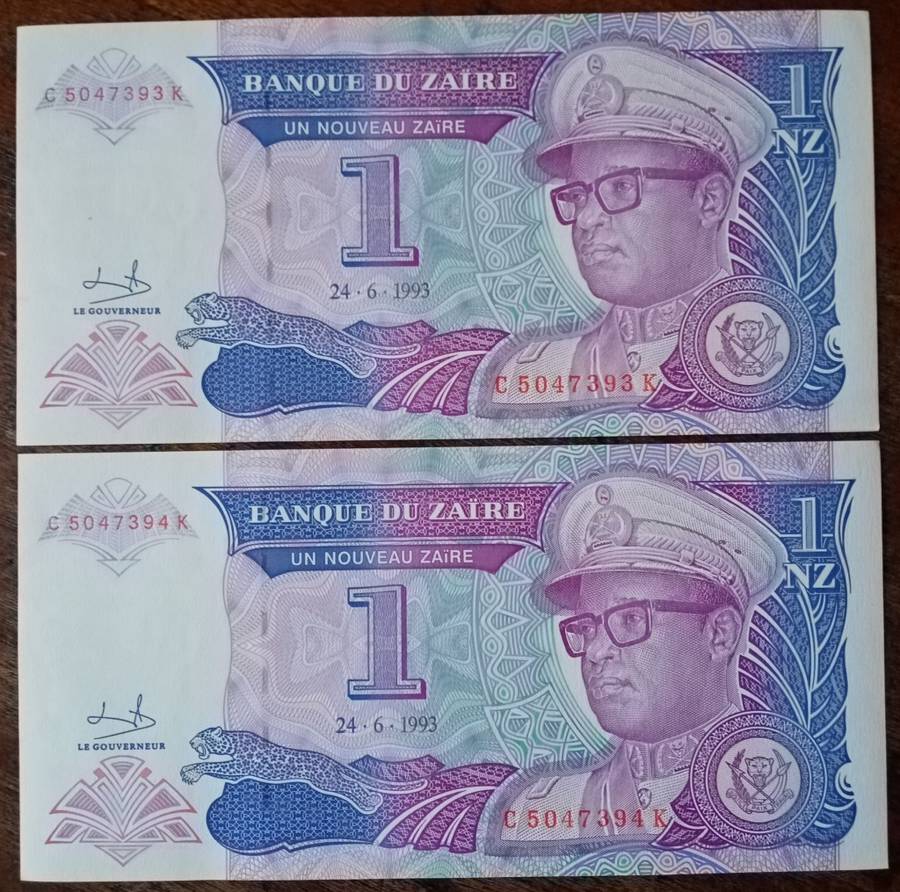 C 5047393 K
BANQUE DU ZAÏRE
1
NZ
UN NOUVEAU ZAïRE
1
24·6·1993
LE GOUVERNEUR
C 5047393 K
C 5047394 K
BANQUE DU ZAÏRE
1
NZ
UN NOUVEAU ZAïRE
1
24·6·1993
LE GOUVERNEUR
C 5047394 K